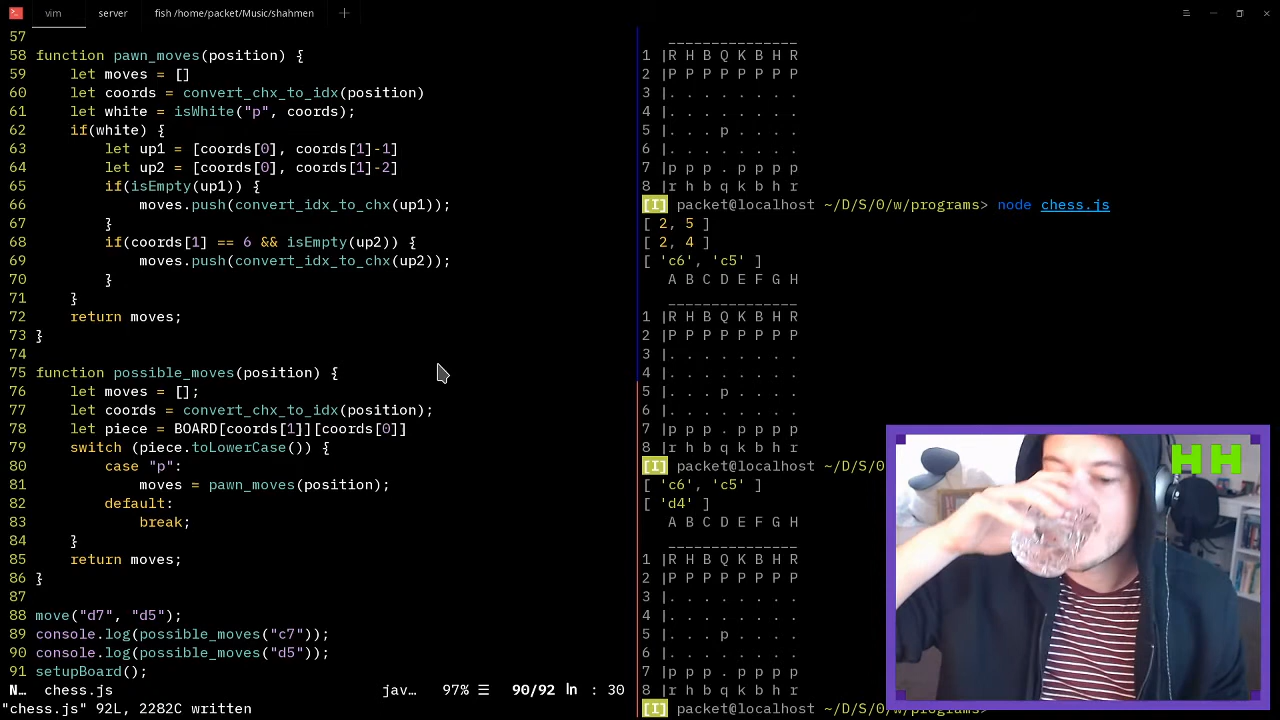 vim server fish /home/packet/Music/shahmen +
57
58 function pawn_moves(position) {
59 let moves = []
60 let coords = convert_chx_to_idx(position)
61 let white = isWhite("p", coords);
62 if(white) {
63 let up1 = [coords[0], coords[1]-1]
64 let up2 = [coords[0], coords[1]-2]
65 if(isEmpty(up1)) {
66 moves.push(convert_idx_to_chx(up1));
67 }
68 if(coords[1] == 6 && isEmpty(up2)) {
69 moves.push(convert_idx_to_chx(up2));
70 }
71 }
72 return moves;
73 }
74
75 function possible_moves(position) {
76 let moves = [];
77 let coords = convert_chx_to_idx(position);
78 let piece = BOARD[coords[1]][coords[0]]
79 switch (piece.toLowerCase()) {
80 case "p":
81 moves = pawn_moves(position);
82 default:
83 break;
84 }
85 return moves;
86 }
87
88 move("d7", "d5");
89 console.log(possible_moves("c7"));
90 console.log(possible_moves("d5"));
91 setupBoard();
N… chess.js jav… 97% ☰ 90/92 ln : 30
"chess.js" 92L, 2282C written
_______________
1 |R H B Q K B H R
2 |P P P P P P P P
3 |. . . . . . . .
4 |. . . . . . . .
5 |. . . p . . . .
6 |. . . . . . . .
7 |p p p . p p p p
8 |r h b q k b h r
[I] packet@localhost ~/D/S/0/w/programs> node chess.js
[ 2, 5 ]
[ 2, 4 ]
[ 'c6', 'c5' ]
A B C D E F G H
_______________
1 |R H B Q K B H R
2 |P P P P P P P P
3 |. . . . . . . .
4 |. . . . . . . .
5 |. . . p . . . .
6 |. . . . . . . .
7 |p p p . p p p p
8 |r h b q k b h r
[I] packet@localhost ~/D/S/0
[ 'c6', 'c5' ]
[ 'd4' ]
A B C D E F G H
_______________
1 |R H B Q K B H R
2 |P P P P P P P P
3 |. . . . . . . .
4 |. . . . . . . .
5 |. . . p . . . .
6 |. . . . . . . .
7 |p p p . p p p p
8 |r h b q k b h r
[I] packet@localhost ~/D/S/0/w/programs>
HH